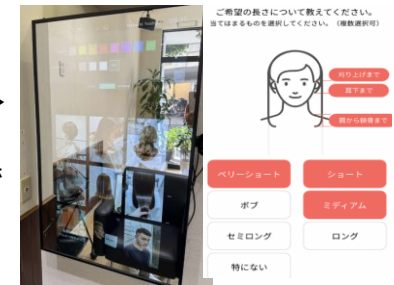 ご希望の長さについて教えてください。
当てはまるものを選択してください。（複数選択可）
刈り上げまで
耳下まで
肩から鎖骨まで
ベリーショート
ショート
ボブ
ミディアム
セミロング
ロング
特にない